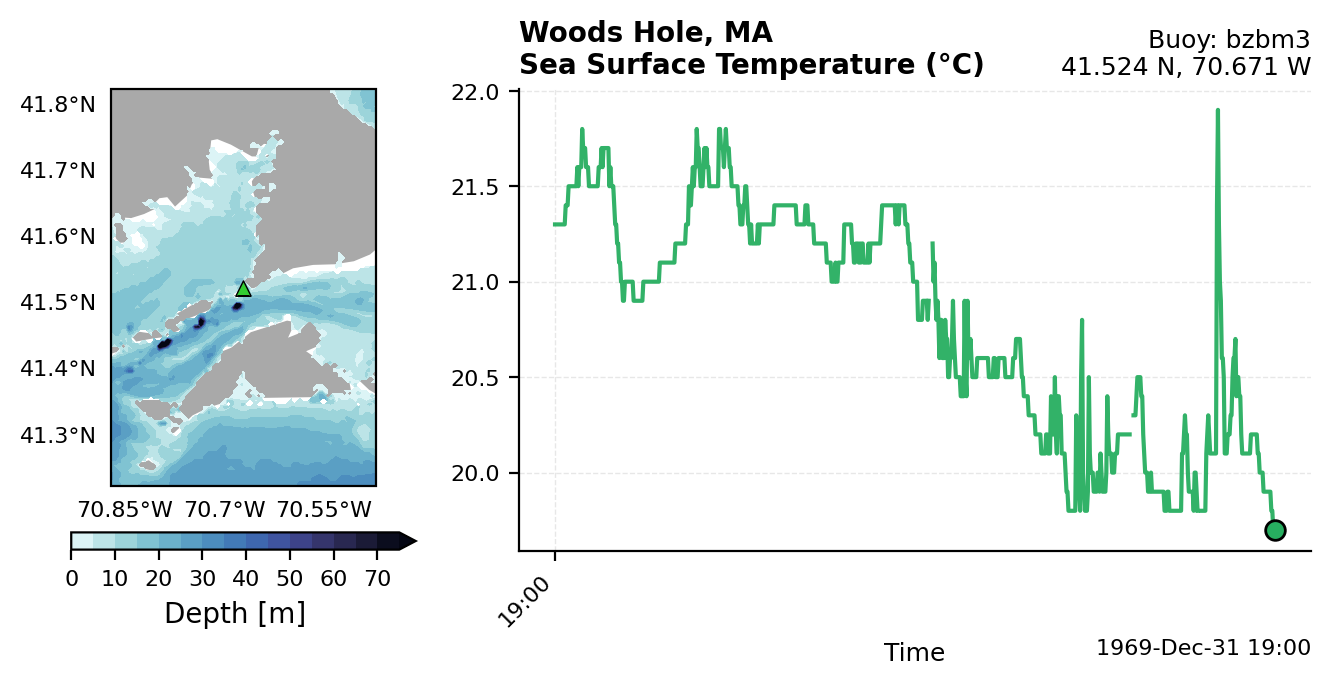 Woods Hole, MA
Sea Surface Temperature (°C)
Buoy: bzbm3
41.524 N, 70.671 W
41.8°N
41.7°N
41.6°N
41.5°N
41.4°N
41.3°N
70.85°W 70.7°W 70.55°W
0 10 20 30 40 50 60 70
Depth [m]
22.0
21.5
21.0
20.5
20.0
19:00
Time
1969-Dec-31 19:00